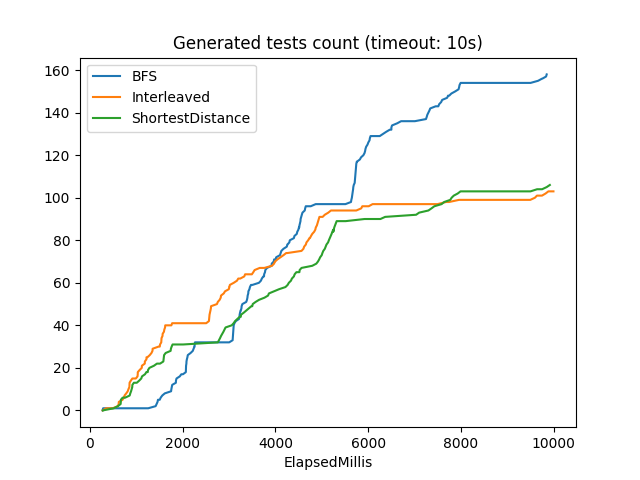 Generated tests count (timeout: 10s)
BFS
Interleaved
ShortestDistance
160
140
120
100
80
60
40
20
0
0 2000 4000 6000 8000 10000
ElapsedMillis